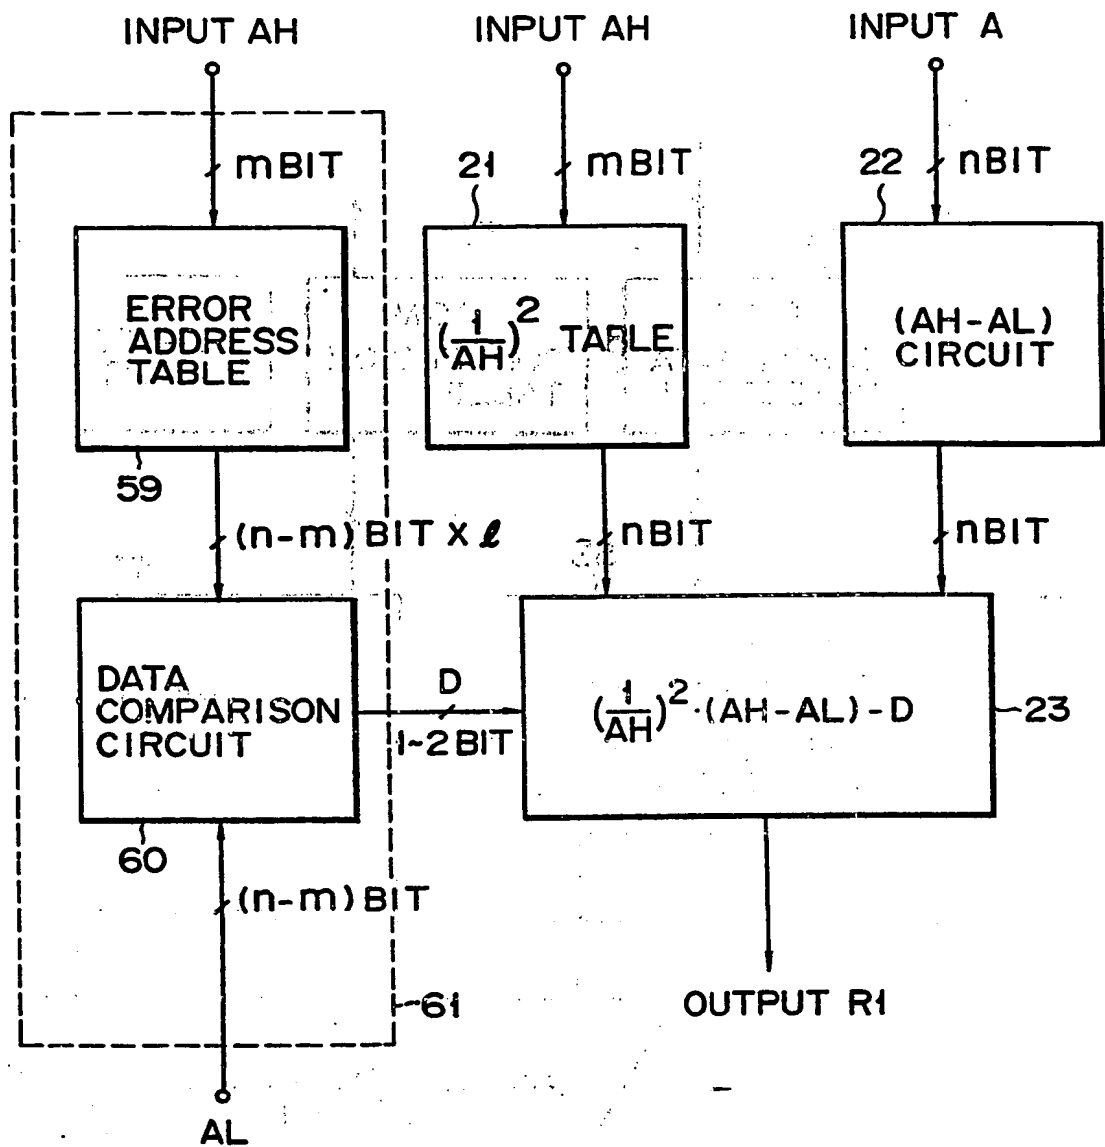 INPUT AH
INPUT AH
INPUT A
mBIT
21
mBIT
22
nBIT
ERROR
ADDRESS
TABLE
(1/AH)² TABLE
(AH-AL)
CIRCUIT
59
(n-m) BIT X ℓ
nBIT
nBIT
DATA
COMPARISON
CIRCUIT
D
1~2 BIT
(1/AH)²·(AH-AL)-D
23
60
(n-m) BIT
61
OUTPUT R1
AL